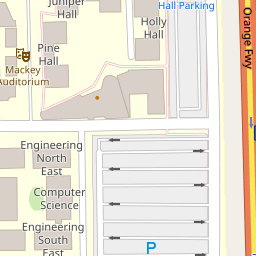 Juniper
Hall
Hall Parking
Holly
Hall
Pine
Hall
Mackey
Auditorium
Orange Fwy
Engineering
North
East
Computer
Science
Engineering
South
East
P